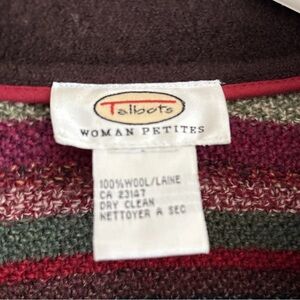 Talbots
WOMAN PETITES
100% WOOL/LAINE
CA 23147
DRY CLEAN
NETTOYER A SEC